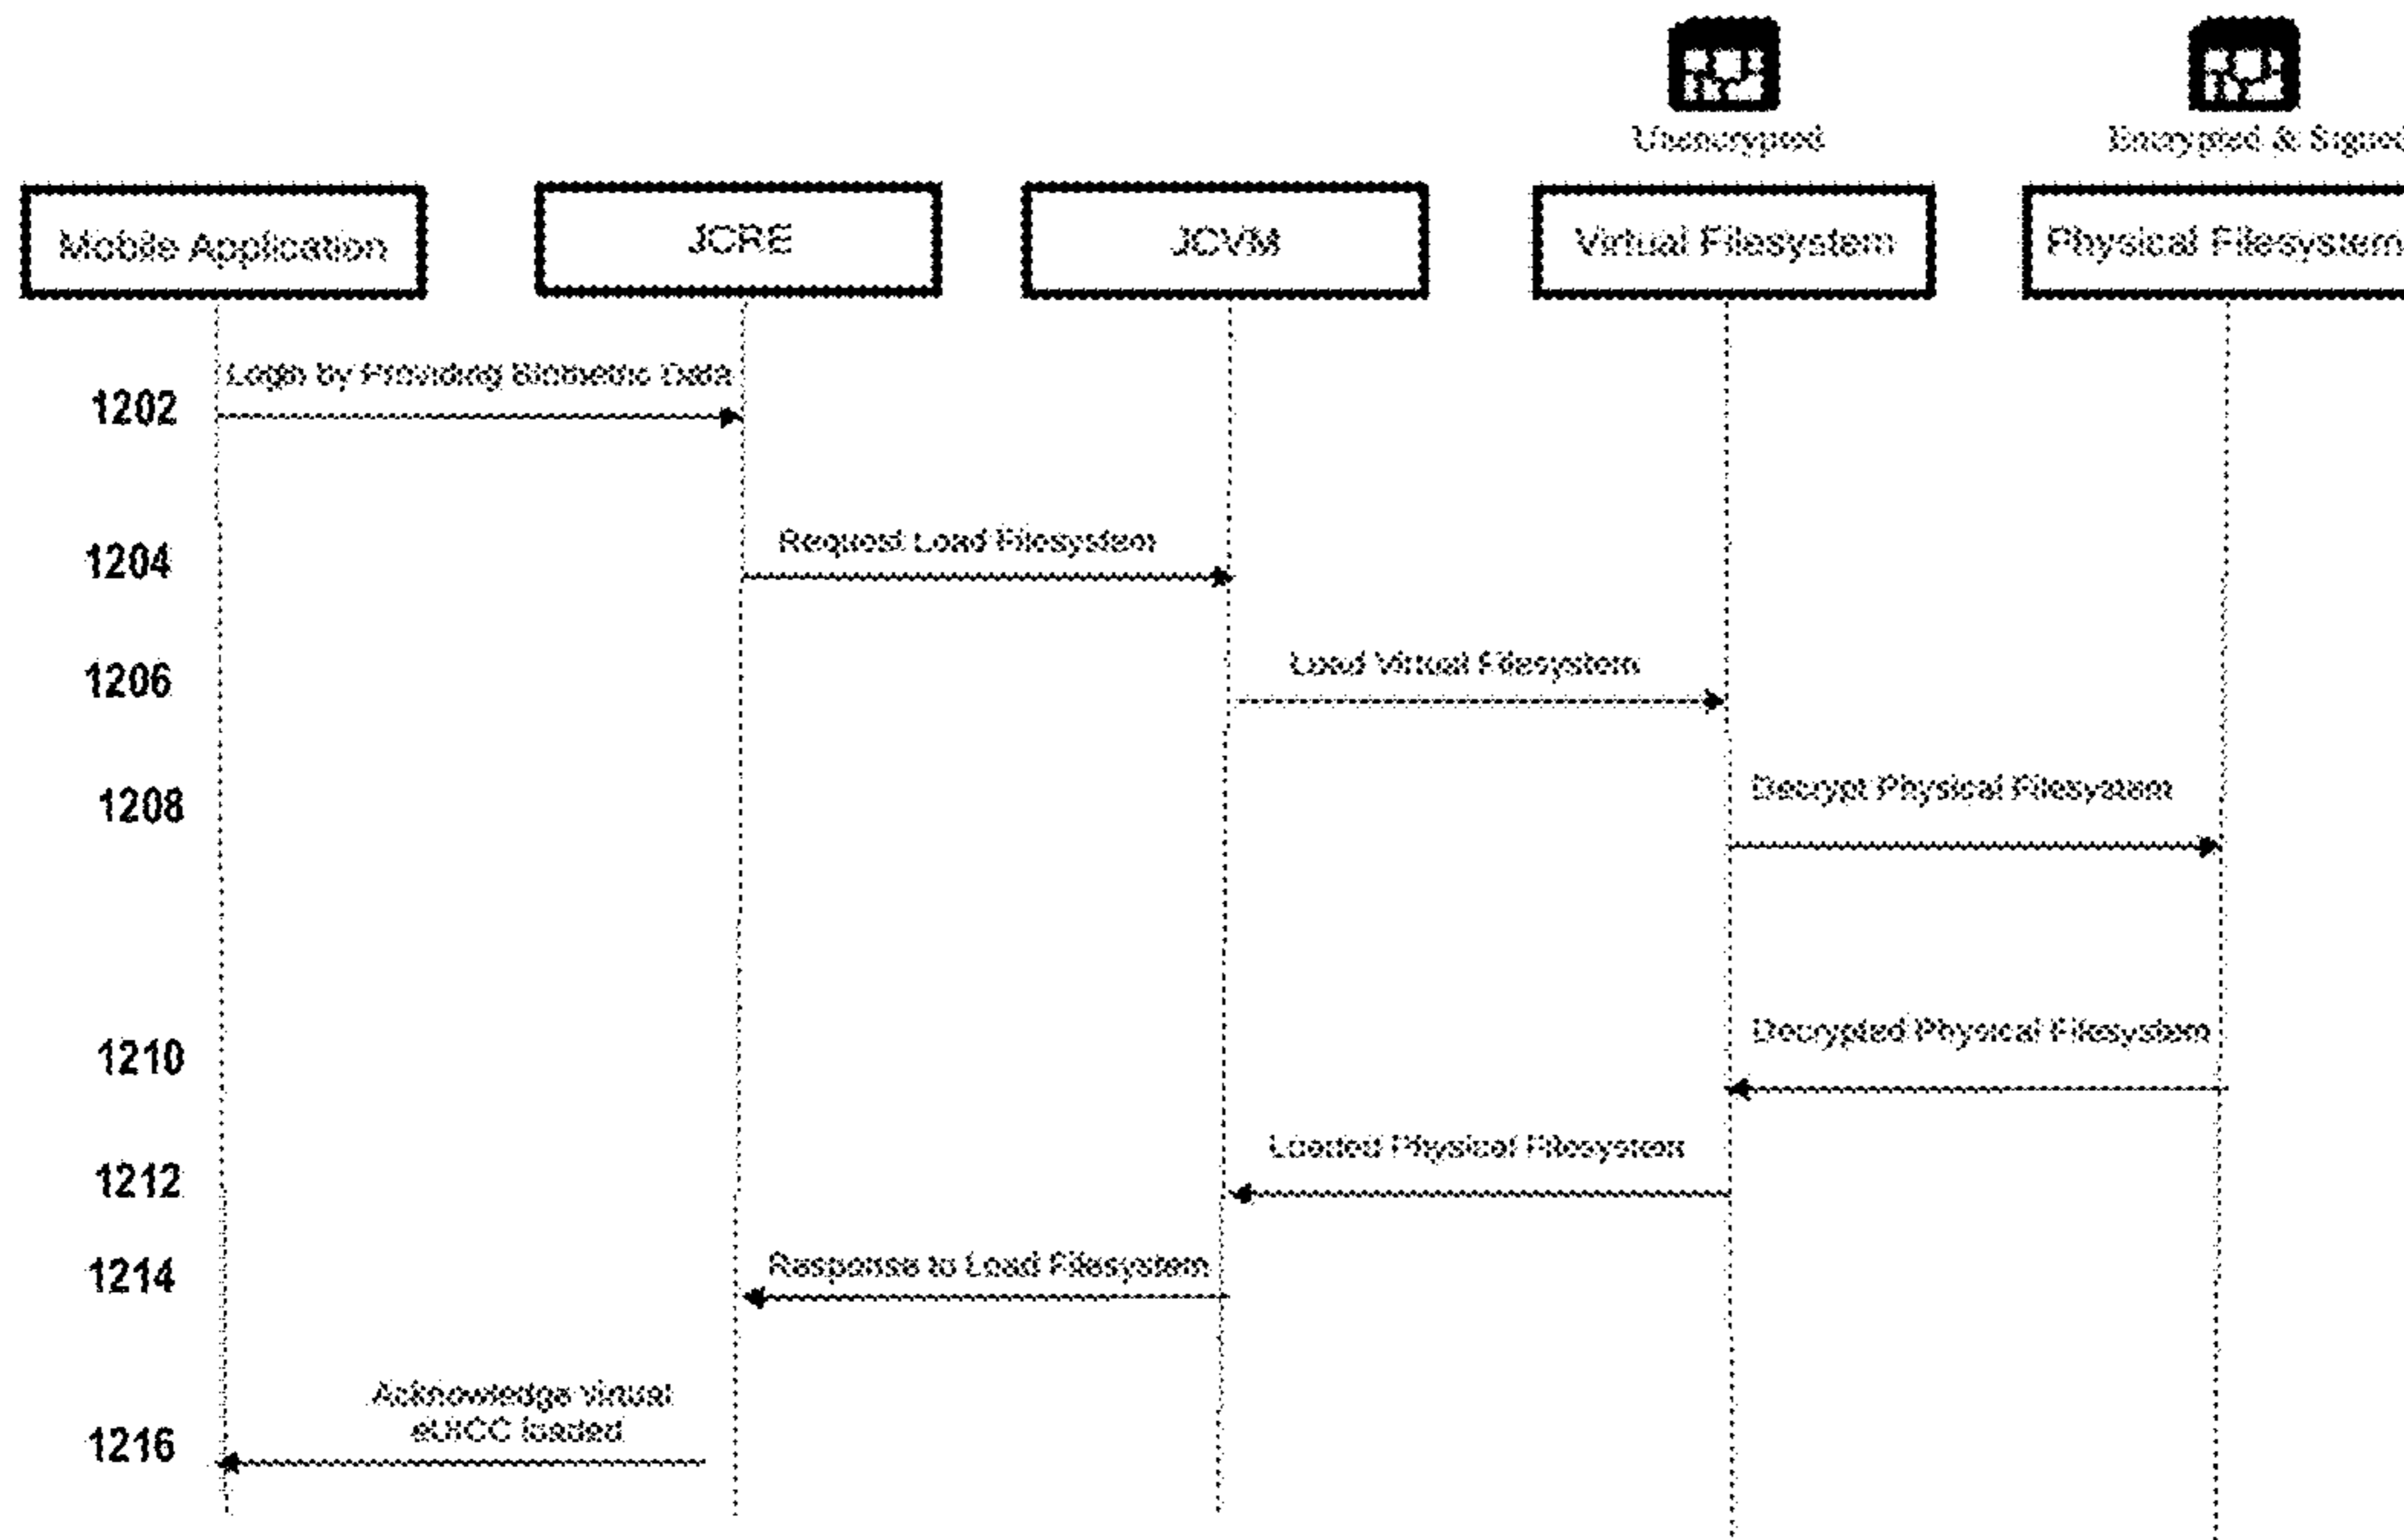 Unencryped
Encrypted & Signed
Mobile Application
JCRE
JCVM
Virtual Filesystem
Physical Filesystem
Login by Providing Biometric Data
1202
Request Load Filesystem
1204
Load Virtual Filesystem
1206
Decrypt Physical Filesystem
1208
Decrypted Physical Filesystem
1210
Loaded Physical Filesystem
1212
Response to Load Filesystem
1214
Acknowledge virtual
eUICC loaded
1216